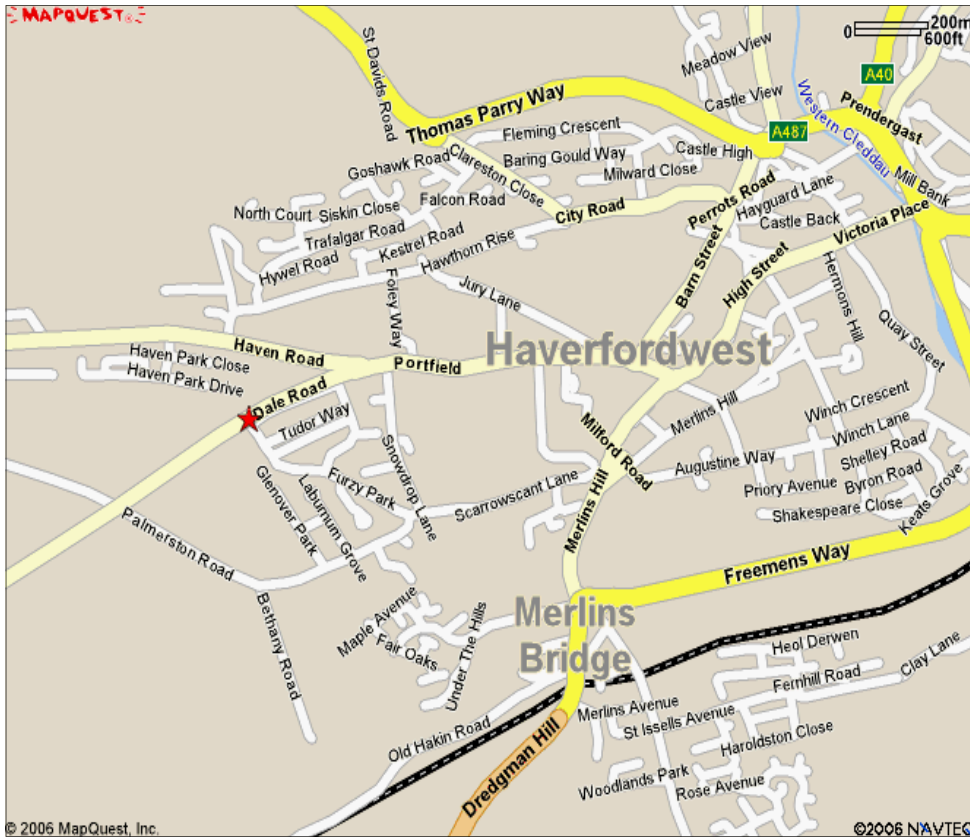 MAPQUEST
200m
0
600ft
St Davids Road
Meadow View
A40
Thomas Parry Way
Castle View
Western Cleddau
Prendergast
Fleming Crescent
A487
Goshawk Road
Clareston Close
Baring Gould Way
Castle High
Milward Close
Mill Bank
Falcon Road
Perrots Road
Hayguard Lane
North Court
Siskin Close
City Road
Castle Back
Victoria Place
Trafalgar Road
Kestrel Road
Hawthorn Rise
Hywel Road
Foley Way
Jury Lane
Barn Street
High Street
Hermons Hill
Quay Street
Haven Road
Portfield
Haverfordwest
Haven Park Close
Haven Park Drive
Dale Road
Tudor Way
Merlins Hill
Winch Crescent
Winch Lane
Milford Road
Snowdrop Lane
Augustine Way
Shelley Road
Glenover Park
Laburnum Grove
Furzy Park
Scarrowscant Lane
Priory Avenue
Byron Road
Merlins Hill
Shakespeare Close
Keats Grove
Palmerston Road
Freemens Way
Bethany Road
Maple Avenue
Merlins
Bridge
Fair Oaks
Under The Hills
Heol Derwen
Clay Lane
Fernhill Road
Merlins Avenue
St Issells Avenue
Old Hakin Road
Dredgman Hill
Haroldston Close
Woodlands Park
Rose Avenue
© 2006 MapQuest, Inc.
©2006 NAVTEQ